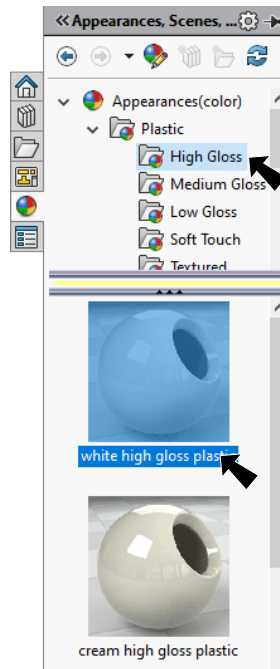 Appearances, Scenes, ...
Appearances(color)
Plastic
High Gloss
Medium Gloss
Low Gloss
Soft Touch
Textured
white high gloss plastic
cream high gloss plastic